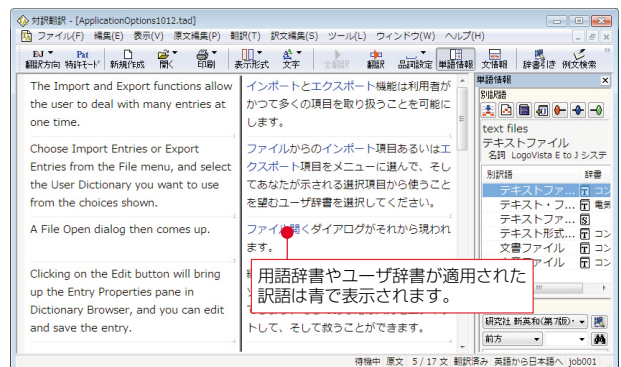 対訳翻訳 - [ApplicationOptions1012.tad]
ファイル(F) 編集(E) 表示(V) 原文編集(P) 翻訳(T) 訳文編集(S) ツール(L) ウィンドウ(W) ヘルプ(H)
EJ Pat
翻訳方向 特許モード 新規作成 開く 印刷 表示形式 文字 全翻訳 翻訳 品詞設定 単語情報 文情報 辞書引き 例文検索
The Import and Export functions allow
the user to deal with many entries at
one time.
インポートとエクスポート機能は利用者が
かつて多くの項目を取り扱うことを可能に
します。
Choose Import Entries or Export
Entries from the File menu, and select
the User Dictionary you want to use
from the choices shown.
ファイルからのインポート項目あるいはエ
クスポート項目をメニューに選んで、そし
てあなたが示される選択項目から使うこと
を望むユーザ辞書を選択してください。
A File Open dialog then comes up.
ファイル開くダイアログがそれから現われ
ます。
Clicking on the Edit button will bring
up the Entry Properties pane in
Dictionary Browser, and you can edit
and save the entry.
トして、そして救うことができます。
用語辞書やユーザ辞書が適用された
訳語は青で表示されます。
単語情報
別訳語
text files
テキストファイル
名詞 LogoVista E to J システ
別訳語 辞書
テキストファ... コン
テキスト・フ... 電気
テキストファ...
テキスト形式... コン
文書ファイル コン
ファイル コン
研究社 新英和(第7版)・
前方
待機中 原文 5 / 17 文 翻訳済み 英語から日本語へ job001